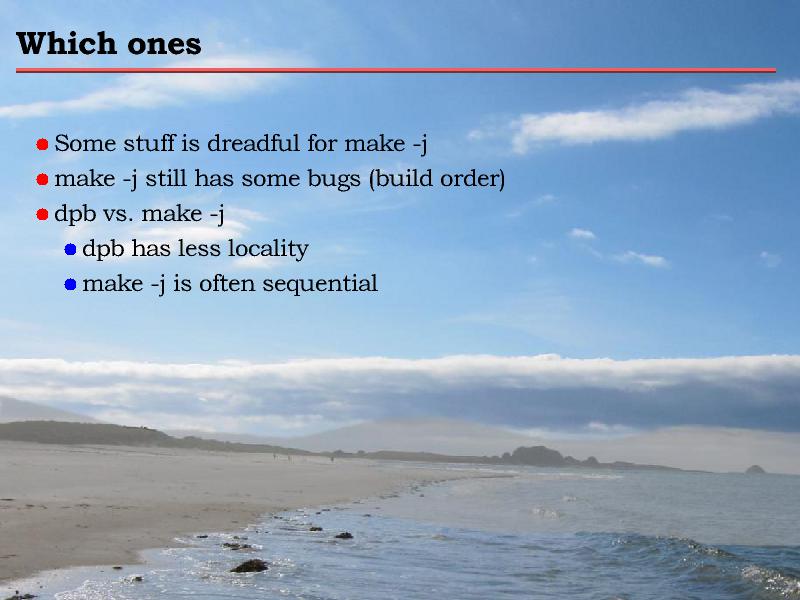 Which ones
Some stuff is dreadful for make -j
make -j still has some bugs (build order)
dpb vs. make -j
dpb has less locality
make -j is often sequential